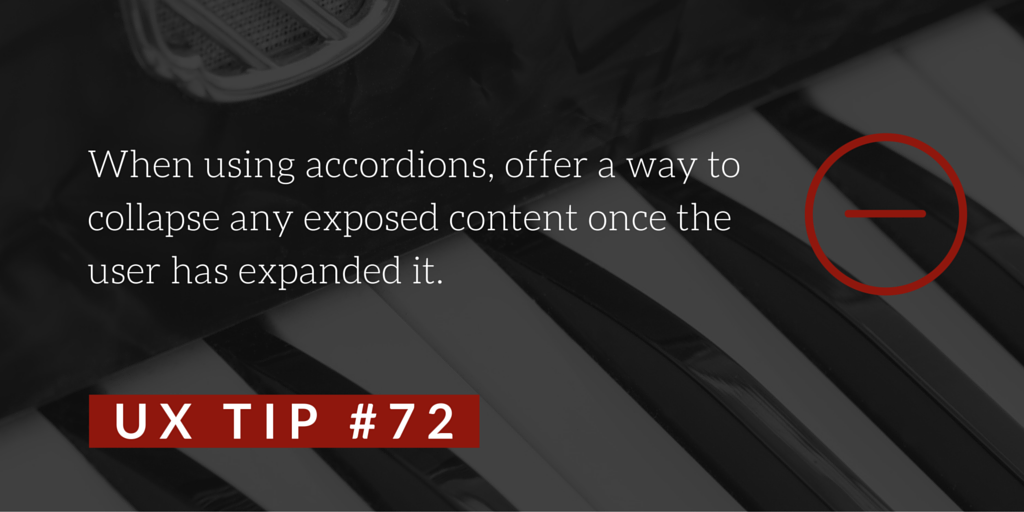 When using accordions, offer a way to
collapse any exposed content once the
user has expanded it.
UX TIP #72